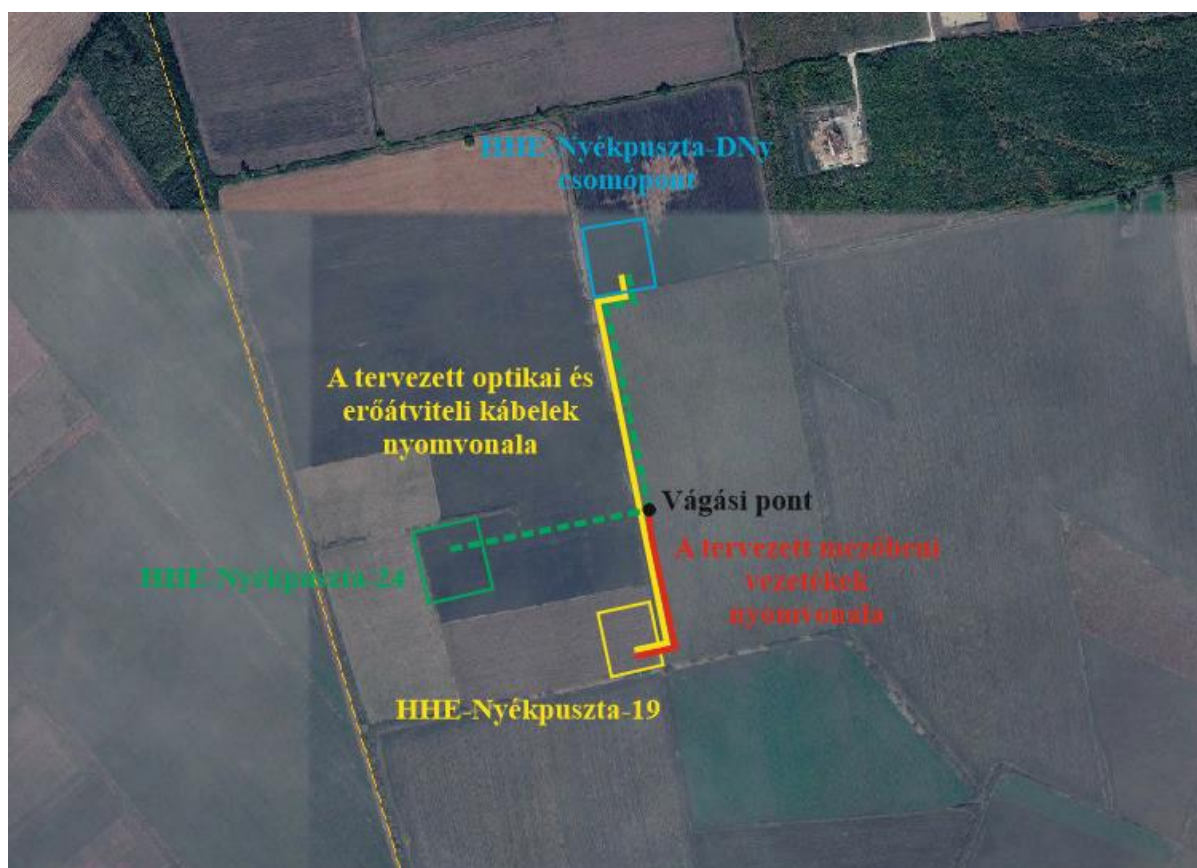 HHE-Nyékpuszta-DNy
csomópont
A tervezett optikai és
erőátviteli kábelek
nyomvonala
Vágási pont
A tervezett mezőbeni
vezetékek
nyomvonala
HHE-Nyékpuszta-24
HHE-Nyékpuszta-19